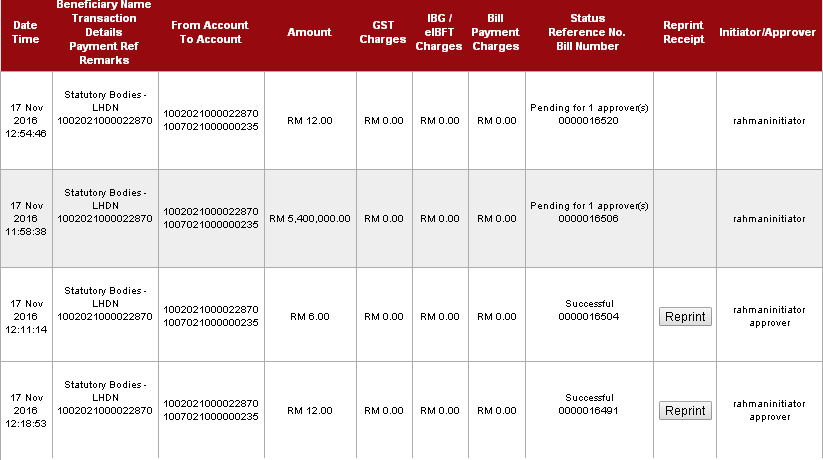 Beneficiary Name
Transaction
Details
Payment Ref
Remarks
Date
Time
From Account
To Account
Amount
GST
Charges
IBG /
eIBFT
Charges
Bill
Payment
Charges
Status
Reference No.
Bill Number
Reprint
Receipt
Initiator/Approver
17 Nov
2016
12:54:46
Statutory Bodies -
LHDN
1002021000022870
1002021000022870
1007021000000235
RM 12.00
RM 0.00
RM 0.00
RM 0.00
Pending for 1 approver(s)
0000016520
rahmaninitiator
17 Nov
2016
11:58:38
Statutory Bodies -
LHDN
1002021000022870
1002021000022870
1007021000000235
RM 5,400,000.00
RM 0.00
RM 0.00
RM 0.00
Pending for 1 approver(s)
0000016506
rahmaninitiator
17 Nov
2016
12:11:14
Statutory Bodies -
LHDN
1002021000022870
1002021000022870
1007021000000235
RM 6.00
RM 0.00
RM 0.00
RM 0.00
Successful
0000016504
Reprint
rahmaninitiator
approver
17 Nov
2016
12:18:53
Statutory Bodies -
LHDN
1002021000022870
1002021000022870
1007021000000235
RM 12.00
RM 0.00
RM 0.00
RM 0.00
Successful
0000016491
Reprint
rahmaninitiator
approver